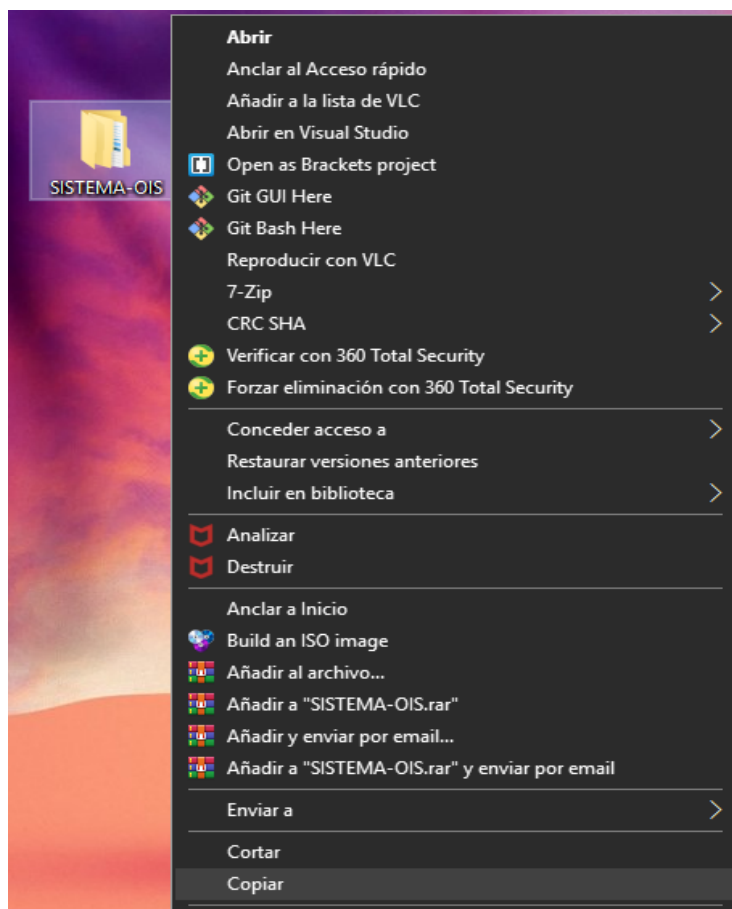 SISTEMA-OIS
Abrir
Anclar al Acceso rápido
Añadir a la lista de VLC
Abrir en Visual Studio
Open as Brackets project
Git GUI Here
Git Bash Here
Reproducir con VLC
7-Zip
CRC SHA
Verificar con 360 Total Security
Forzar eliminación con 360 Total Security
Conceder acceso a
Restaurar versiones anteriores
Incluir en biblioteca
Analizar
Destruir
Anclar a Inicio
Build an ISO image
Añadir al archivo...
Añadir a "SISTEMA-OIS.rar"
Añadir y enviar por email...
Añadir a "SISTEMA-OIS.rar" y enviar por email
Enviar a
Cortar
Copiar